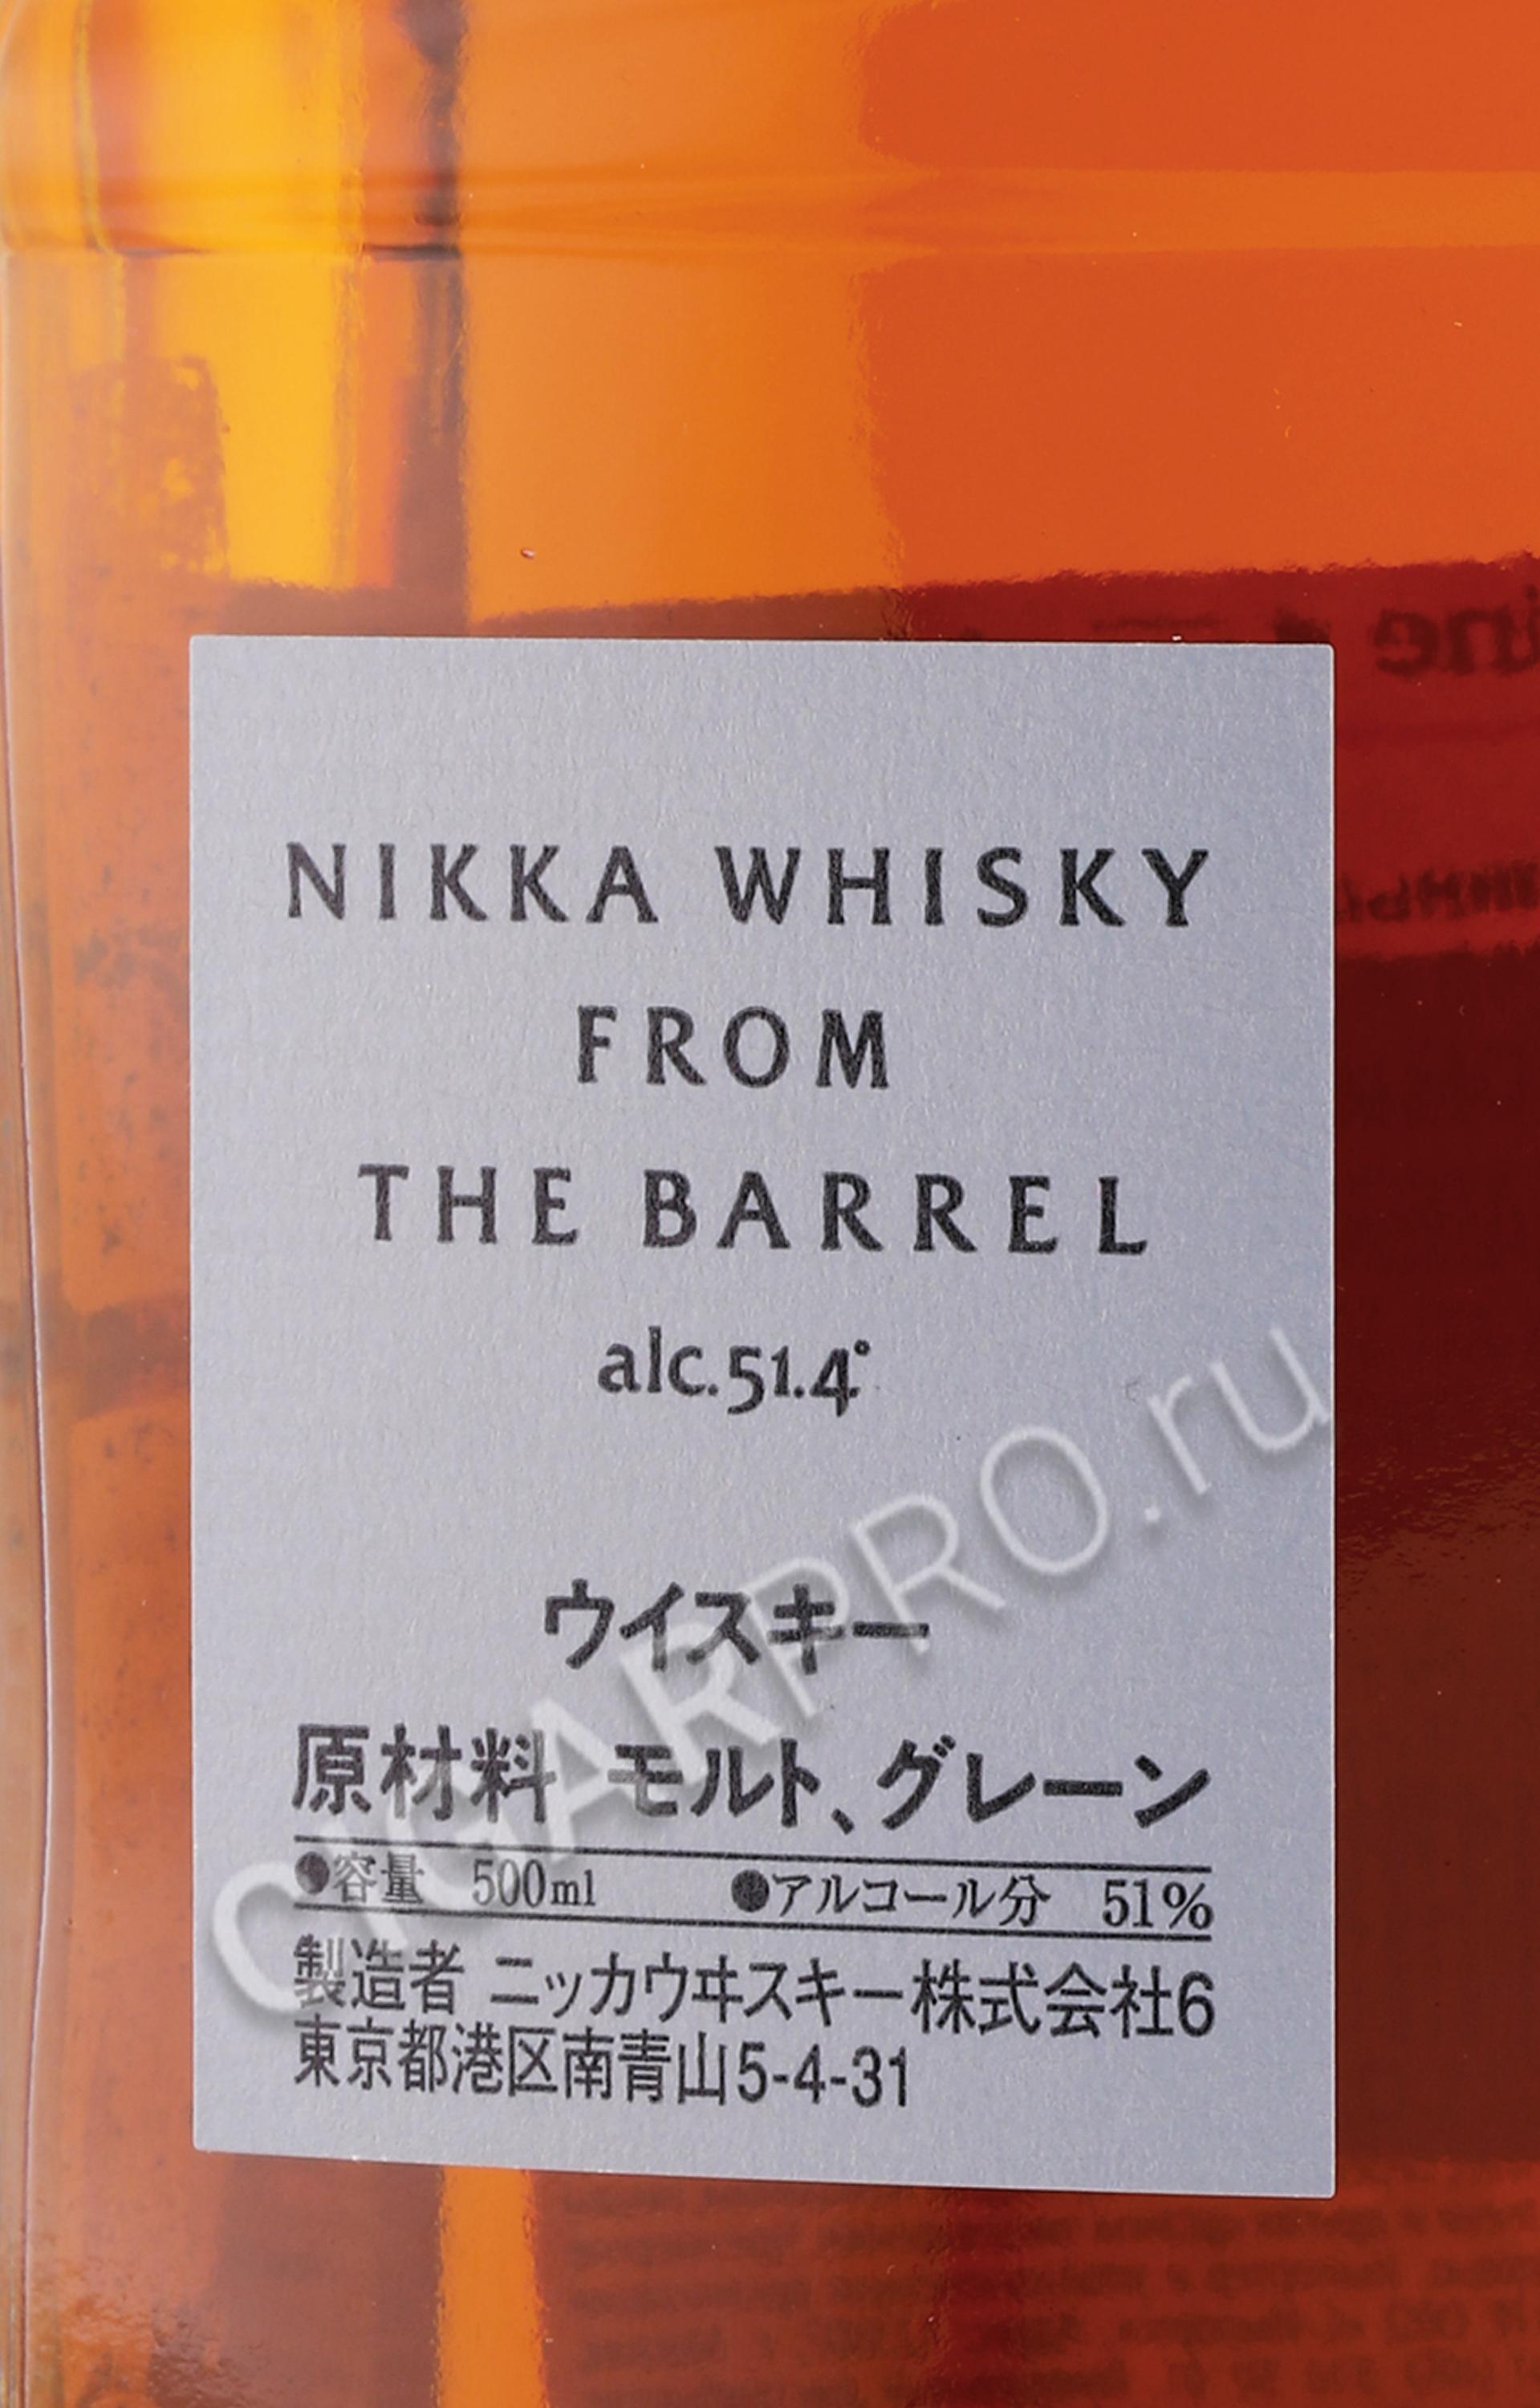 NIKKA WHISKY
FROM
THE BARREL
alc.51.4°
ウイスキー
原材料 モルト、グレーン
●容量 500ml ●アルコール分 51%
製造者 ニッカウヰスキー株式会社6
東京都港区南青山5-4-31
CIGARPRO.ru